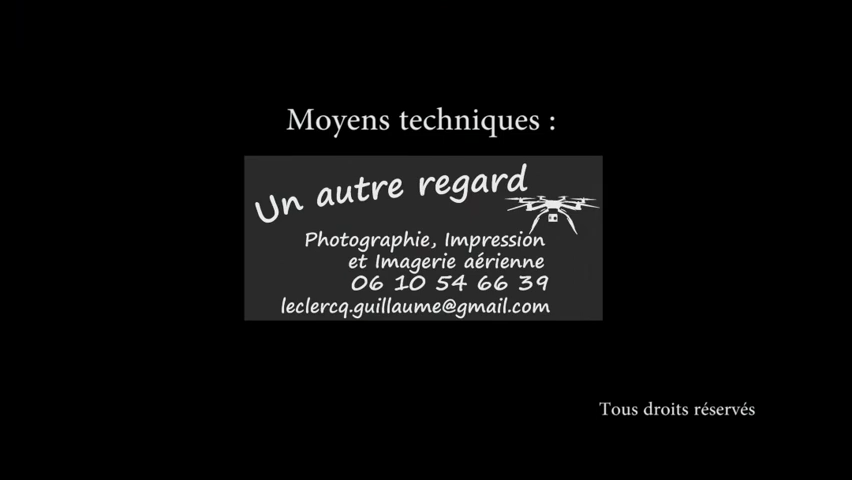 Moyens techniques :
Un autre regard
Photographie, Impression
et Imagerie aérienne
06 10 54 66 39
leclercq.guillaume@gmail.com
Tous droits réservés